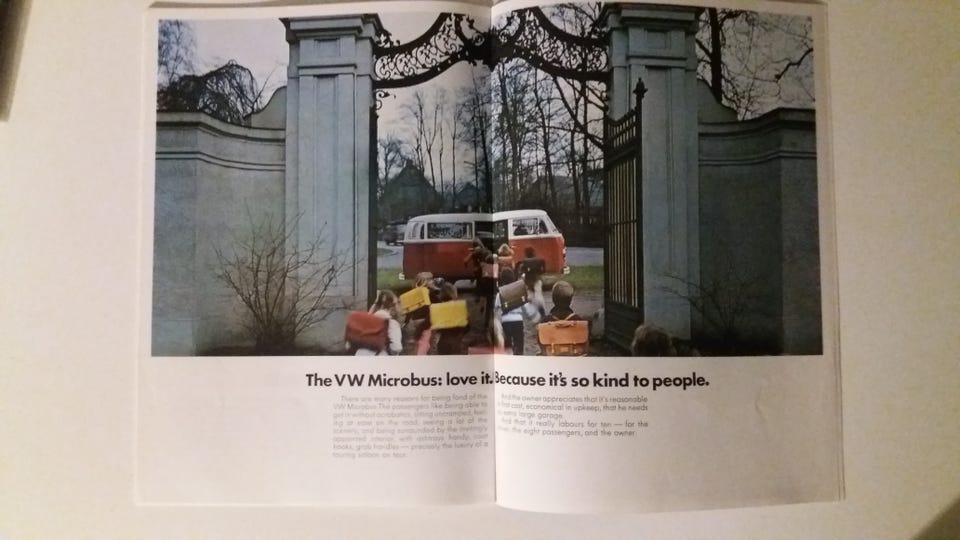 The VW Microbus: love it. Because it's so kind to people.
There are many reasons for being fond of the
VW Microbus. The passengers like being able to
get in without acrobatics, sitting uncramped, feel-
ing at ease on the road, seeing a lot of the
scenery, and being surrounded by the invitingly
appointed interior, with ashtrays handy, coat
hooks, grab handles — precisely the luxury of a
touring saloon on tour.
And the owner appreciates that it's reasonable
first cost, economical in upkeep, that he needs
no extra large garage.
And that it really labours for ten — for the
the eight passengers, and the owner.